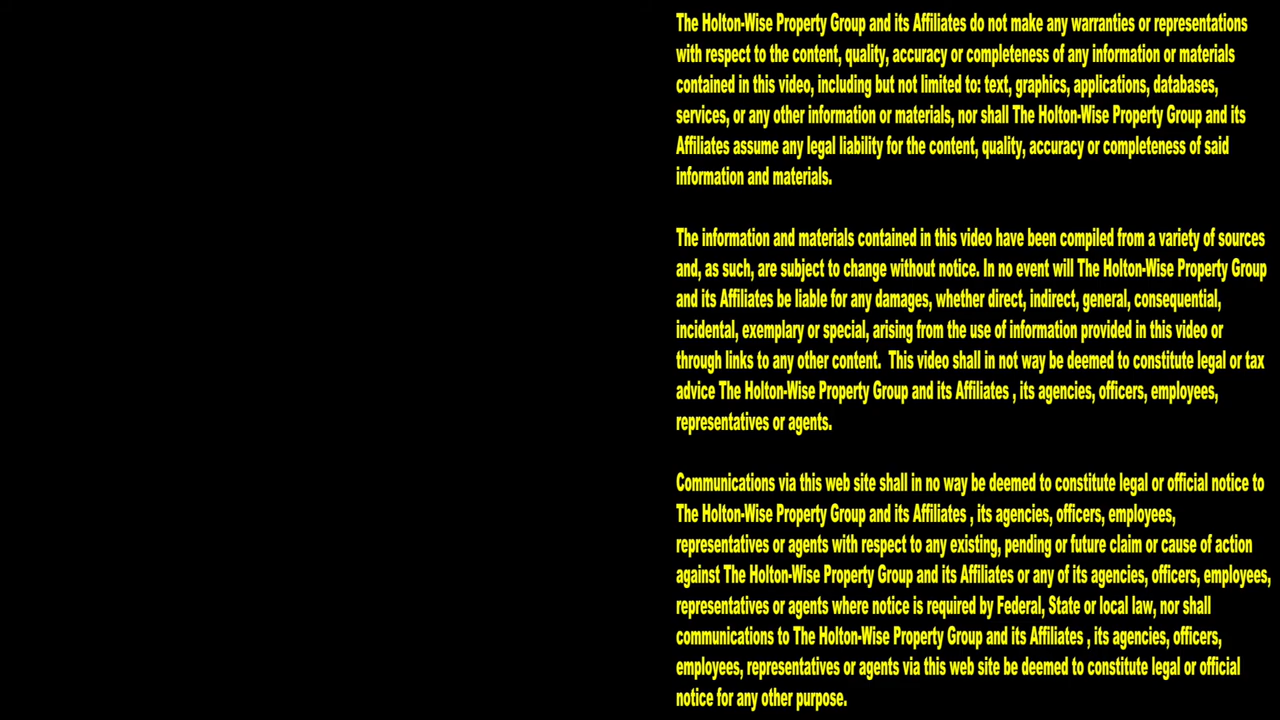 The Holton-Wise Property Group and its Affiliates do not make any warranties or representations
with respect to the content, quality, accuracy or completeness of any information or materials
contained in this video, including but not limited to: text, graphics, applications, databases,
services, or any other information or materials, nor shall The Holton-Wise Property Group and its
Affiliates assume any legal liability for the content, quality, accuracy or completeness of said
information and materials.
The information and materials contained in this video have been compiled from a variety of sources
and, as such, are subject to change without notice. In no event will The Holton-Wise Property Group
and its Affiliates be liable for any damages, whether direct, indirect, general, consequential,
incidental, exemplary or special, arising from the use of information provided in this video or
through links to any other content.  This video shall in not way be deemed to constitute legal or tax
advice The Holton-Wise Property Group and its Affiliates , its agencies, officers, employees,
representatives or agents.
Communications via this web site shall in no way be deemed to constitute legal or official notice to
The Holton-Wise Property Group and its Affiliates , its agencies, officers, employees,
representatives or agents with respect to any existing, pending or future claim or cause of action
against The Holton-Wise Property Group and its Affiliates or any of its agencies, officers, employees,
representatives or agents where notice is required by Federal, State or local law, nor shall
communications to The Holton-Wise Property Group and its Affiliates , its agencies, officers,
employees, representatives or agents via this web site be deemed to constitute legal or official
notice for any other purpose.